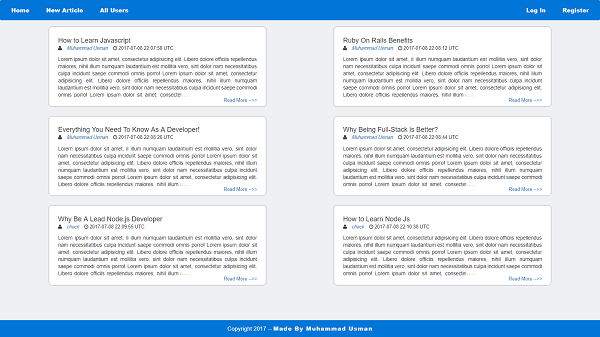 Home New Article All Users Log In Register
How to Learn Javascript
Muhammad Usman 2017-07-08 22:07:58 UTC
Lorem ipsum dolor sit amet, consectetur adipisicing elit. Libero dolore officiis repellendus
maiores, nihil illum numquam laudantium est mollitia vero, sint dolor nam necessitatibus
culpa incidunt saepe commodi omnis porro! Lorem ipsum dolor sit amet, consectetur
adipisicing elit. Libero dolore officiis repellendus maiores, nihil illum numquam
laudantium est mollitia vero, sint dolor nam necessitatibus culpa incidunt saepe commodi
omnis porro! Lorem ipsum dolor sit amet, consectet
Read More -->>
Ruby On Rails Benefits
Muhammad Usman 2017-07-08 22:08:12 UTC
Lorem ipsum dolor sit amet, consectetur adipisicing elit. Libero dolore officiis repellendus
maiores, nihil illum numquam laudantium est mollitia vero, sint dolor nam necessitatibus
culpa incidunt saepe commodi omnis porro! Lorem ipsum dolor sit amet, consectetur
adipisicing elit. Libero dolore officiis repellendus maiores, nihil illum numquam
laudantium est mollitia vero, sint dolor nam necessitatibus culpa incidunt saepe commodi
elit. Libero dolore officiis repellendus maiores, nihil illum
Read More -->>
Everything You Need To Know As A Developer!
Muhammad Usman 2017-07-08 22:08:26 UTC
Lorem ipsum dolor sit amet, il illum numquam laudantium est mollitia vero, sint dolor
nam necessitatibus culpa incidunt saepe commodi omnis porro! Lorem ipsum dolor sit
amet, consectetur adipisicing elit. Libero dolore officiis repellendus maiores, nihil illum
numquam laudantium est mollitia vero, sint dolor nam necessitatibus culpa incidunt
saepe commodi omnis porro! Lorem ipsum dolor sit amet, consectetur adipisicing elit.
Libero dolore officiis repellendus maiores, nihil illum
Read More -->>
Why Being Full-Stack is Better?
Muhammad Usman 2017-07-08 22:08:44 UTC
Lorem ipsum dolor sit amet, consectetur adipisicing elit. Libero dolore officiis repellendus
maiores, nihil illum numquam laudantium est mollitia vero, sint dolor nam necessitatibus
culpa incidunt saepe commodi omnis porro! Lorem ipsum dolor sit amet, consectetur
adipisicing elit. Libero dolore officiis repellendus maiores, nihil illum numquam
laudantium est mollitia vero, sint dolor nam necessitatibus culpa incidunt saepe commodi
omnis porro! Lorem ipsum dolor sit amet, consectet
Read More -->>
Why Be A Lead Node.js Developer
chacii 2017-07-08 22:09:55 UTC
Lorem ipsum dolor sit amet, il illum numquam laudantium est mollitia vero, sint dolor
nam necessitatibus culpa incidunt saepe commodi omnis porro! Lorem ipsum dolor sit
amet, consectetur adipisicing elit. Libero dolore officiis repellendus maiores, nihil illum
numquam laudantium est mollitia vero, sint dolor nam necessitatibus culpa incidunt
saepe commodi omnis porro! Lorem ipsum dolor sit amet, consectetur adipisicing elit.
Libero dolore officiis repellendus maiores, nihil illum
Read More -->>
How to Learn Node Js
chacii 2017-07-08 22:10:38 UTC
Lorem ipsum dolor sit amet, consectetur adipisicing elit. Libero dolore officiis repellendus
maiores, nihil illum numquam laudantium est mollitia vero, sint dolor nam necessitatibus
culpa incidunt saepe commodi omnis porro! Lorem ipsum dolor sit amet, consectetur
adipisicing elit. Libero dolore officiis repellendus maiores, nihil illum numquam
laudantium est mollitia vero, sint dolor nam necessitatibus culpa incidunt saepe commodi
omnis porro! Lorem ipsum dolor sit amet, consectet
Read More -->>
Copyright 2017 -- Made By Muhammad Usman